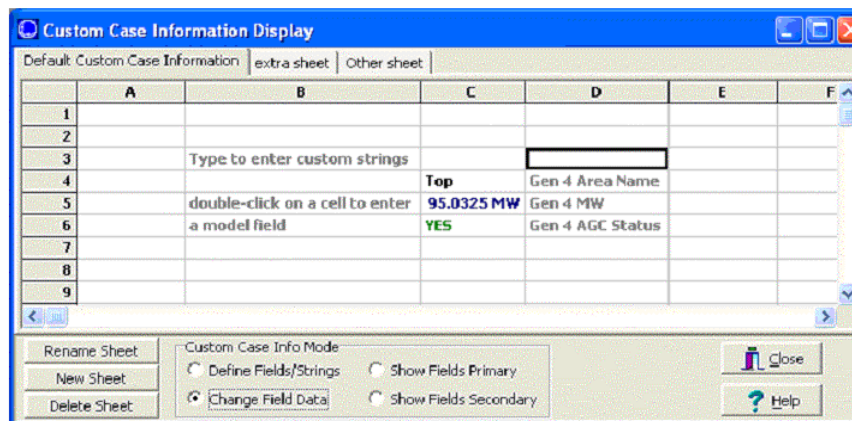 Custom Case Information Display
Default Custom Case Information extra sheet Other sheet
A B C D E F
1
2
3 Type to enter custom strings
4 Top Gen 4 Area Name
5 double-click on a cell to enter 95.0325 MW Gen 4 MW
6 a model field YES Gen 4 AGC Status
7
8
9
Rename Sheet Custom Case Info Mode
Define Fields/Strings Show Fields Primary Close
New Sheet
Change Field Data Show Fields Secondary Help
Delete Sheet